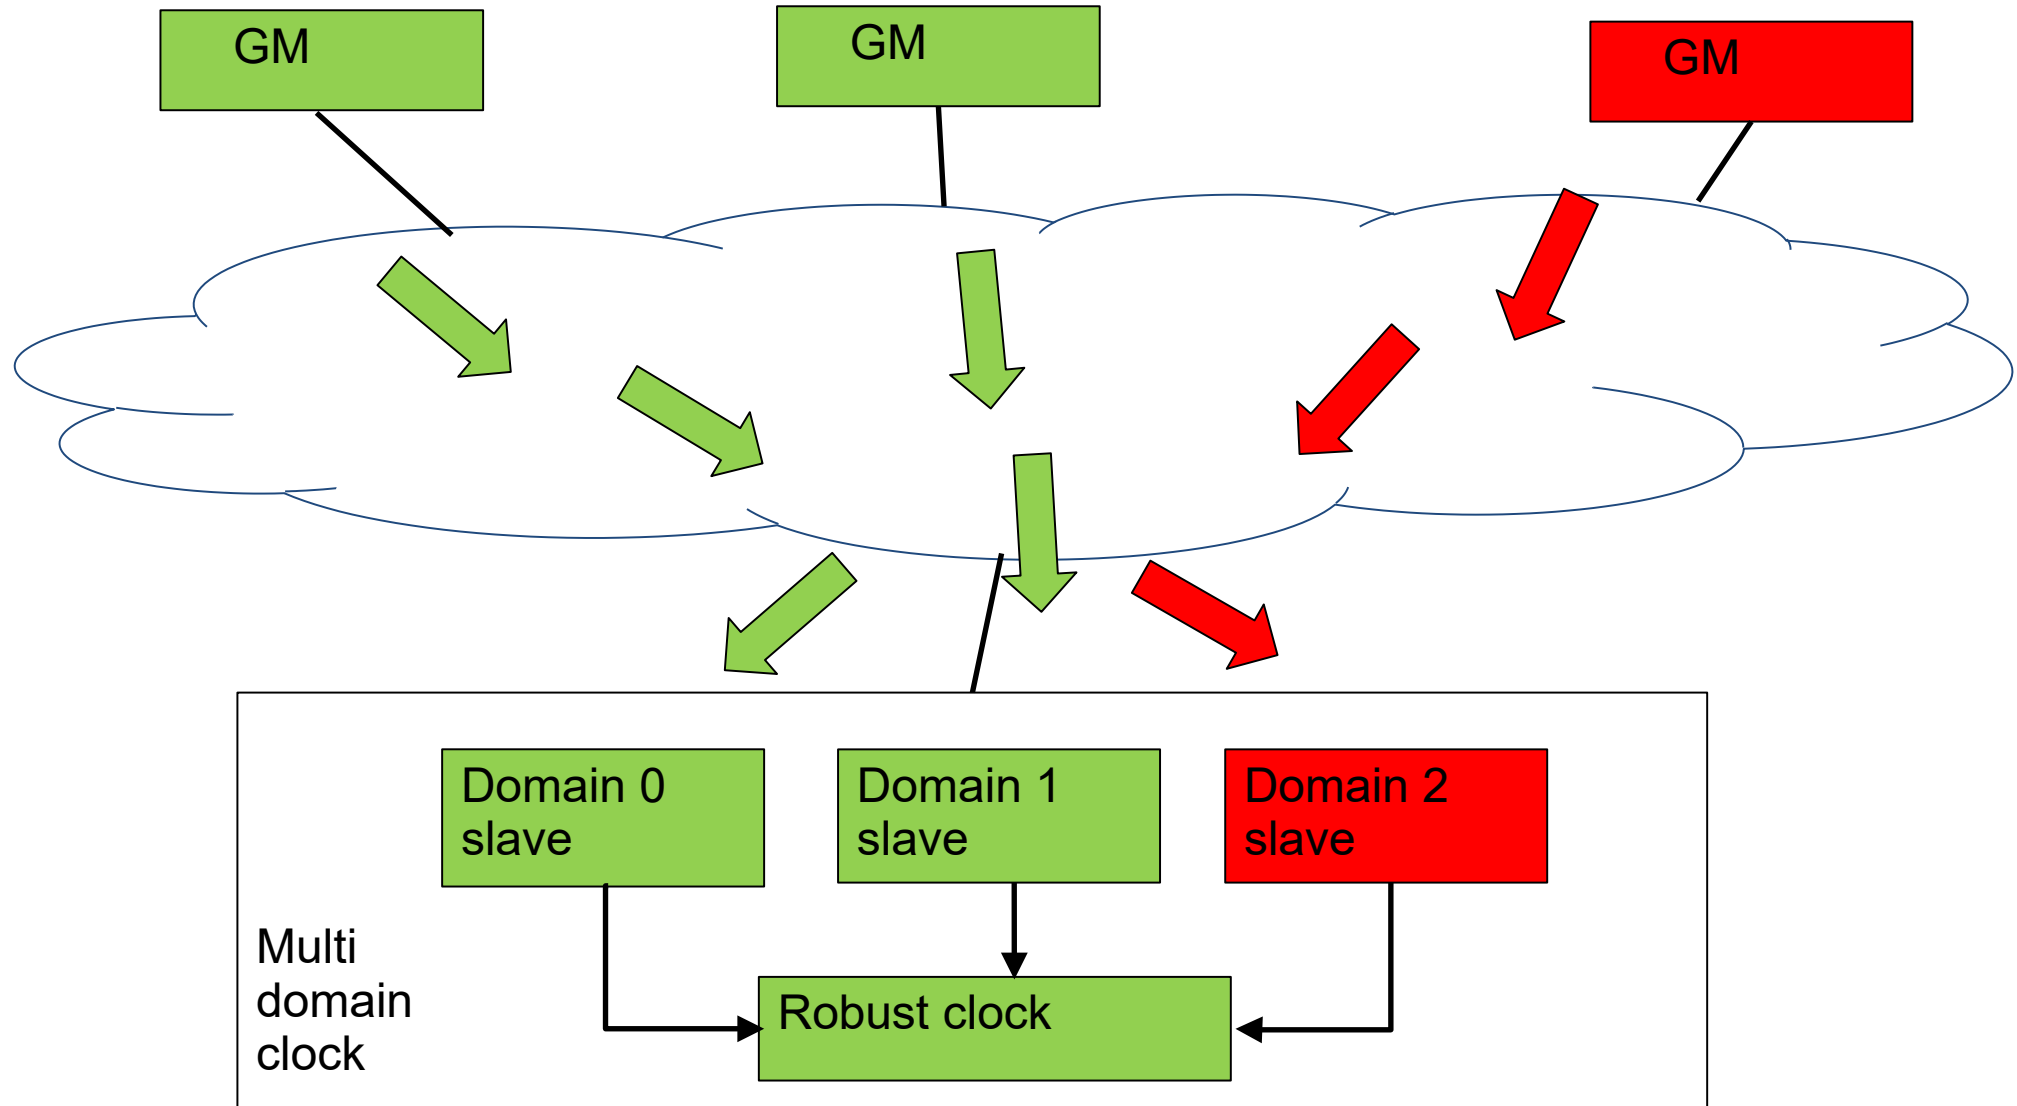 GM
GM
GM
Domain 0
slave
Domain 1
slave
Domain 2
slave
Multi
domain
clock
Robust clock